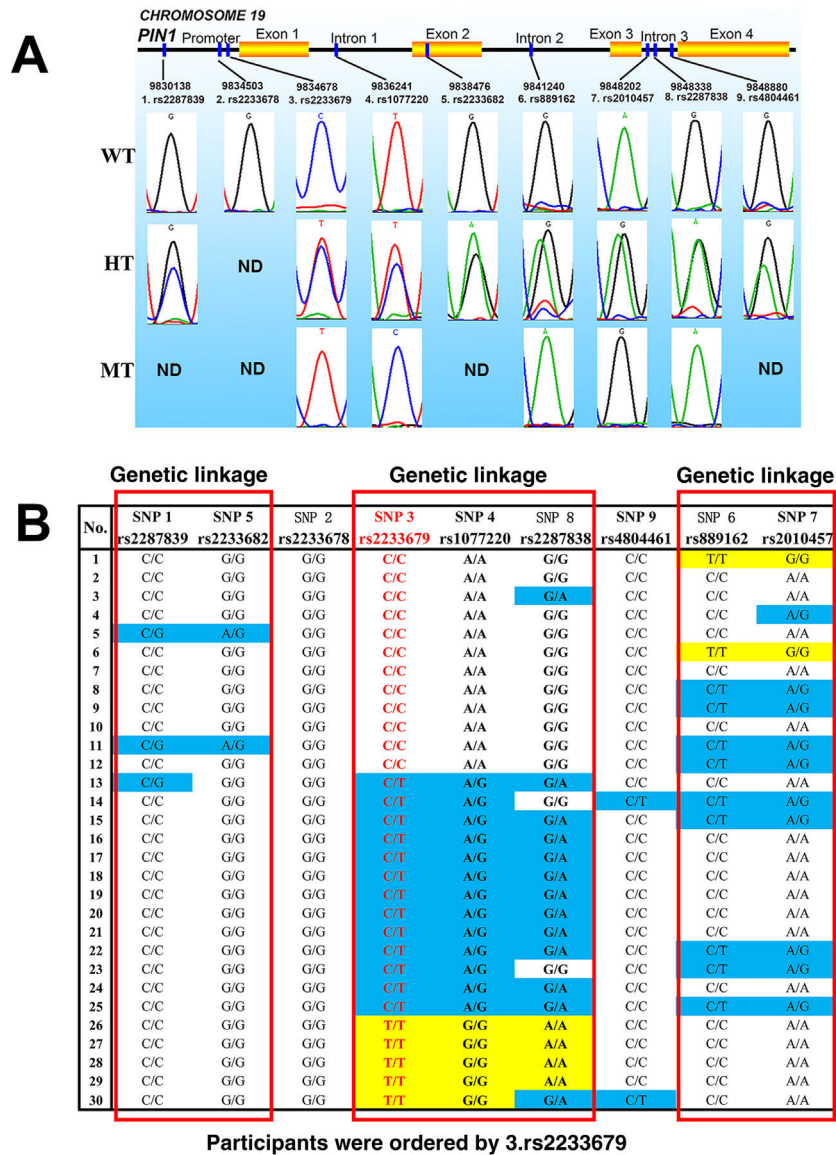 CHROMOSOME 19
PIN1 Promoter Exon 1 Intron 1 Exon 2 Intron 2 Exon 3 Intron 3 Exon 4
A
9830138 9834503 9834678 9836241 9838476 9841240 9848202 9848338 9848880
1. rs2287839 2. rs2233678 3. rs2233679 4. rs1077220 5. rs2233682 6. rs889162 7. rs2010457 8. rs2287838 9. rs4804461
G G C T G G A G G
WT
G T T A G G A G
HT ND
T C A G A
MT ND ND ND ND
Genetic linkage Genetic linkage Genetic linkage
B
No. SNP 1 SNP 5 SNP 2 SNP 3 SNP 4 SNP 8 SNP 9 SNP 6 SNP 7
rs2287839 rs2233682 rs2233678 rs2233679 rs1077220 rs2287838 rs4804461 rs889162 rs2010457
1 C/C G/G G/G C/C A/A G/G C/C T/T G/G
2 C/C G/G G/G C/C A/A G/G C/C C/C A/A
3 C/C G/G G/G C/C A/A G/A C/C C/C A/A
4 C/C G/G G/G C/C A/A G/G C/C C/C A/G
5 C/G A/G G/G C/C A/A G/G C/C C/C A/A
6 C/C G/G G/G C/C A/A G/G C/C T/T G/G
7 C/C G/G G/G C/C A/A G/G C/C C/C A/A
8 C/C G/G G/G C/C A/A G/G C/C C/T A/G
9 C/C G/G G/G C/C A/A G/G C/C C/T A/G
10 C/C G/G G/G C/C A/A G/G C/C C/C A/A
11 C/G A/G G/G C/C A/A G/G C/C C/T A/G
12 C/C G/G G/G C/C A/A G/G C/C C/T A/G
13 C/G G/G G/G C/T A/G G/A C/C C/C A/A
14 C/C G/G G/G C/T A/G G/G C/T C/T A/G
15 C/C G/G G/G C/T A/G G/A C/C C/T A/G
16 C/C G/G G/G C/T A/G G/A C/C C/C A/A
17 C/C G/G G/G C/T A/G G/A C/C C/C A/A
18 C/C G/G G/G C/T A/G G/A C/C C/C A/A
19 C/C G/G G/G C/T A/G G/A C/C C/C A/A
20 C/C G/G G/G C/T A/G G/A C/C C/C A/A
21 C/C G/G G/G C/T A/G G/A C/C C/C A/A
22 C/C G/G G/G C/T A/G G/A C/C C/T A/G
23 C/C G/G G/G C/T A/G G/G C/C C/T A/G
24 C/C G/G G/G C/T A/G G/A C/C C/C A/A
25 C/C G/G G/G C/T A/G G/A C/C C/T A/G
26 C/C G/G G/G T/T G/G A/A C/C C/C A/A
27 C/C G/G G/G T/T G/G A/A C/C C/C A/A
28 C/C G/G G/G T/T G/G A/A C/C C/C A/A
29 C/C G/G G/G T/T G/G A/A C/C C/C A/A
30 C/C G/G G/G T/T G/G G/A C/T C/C A/A
Participants were ordered by 3.rs2233679